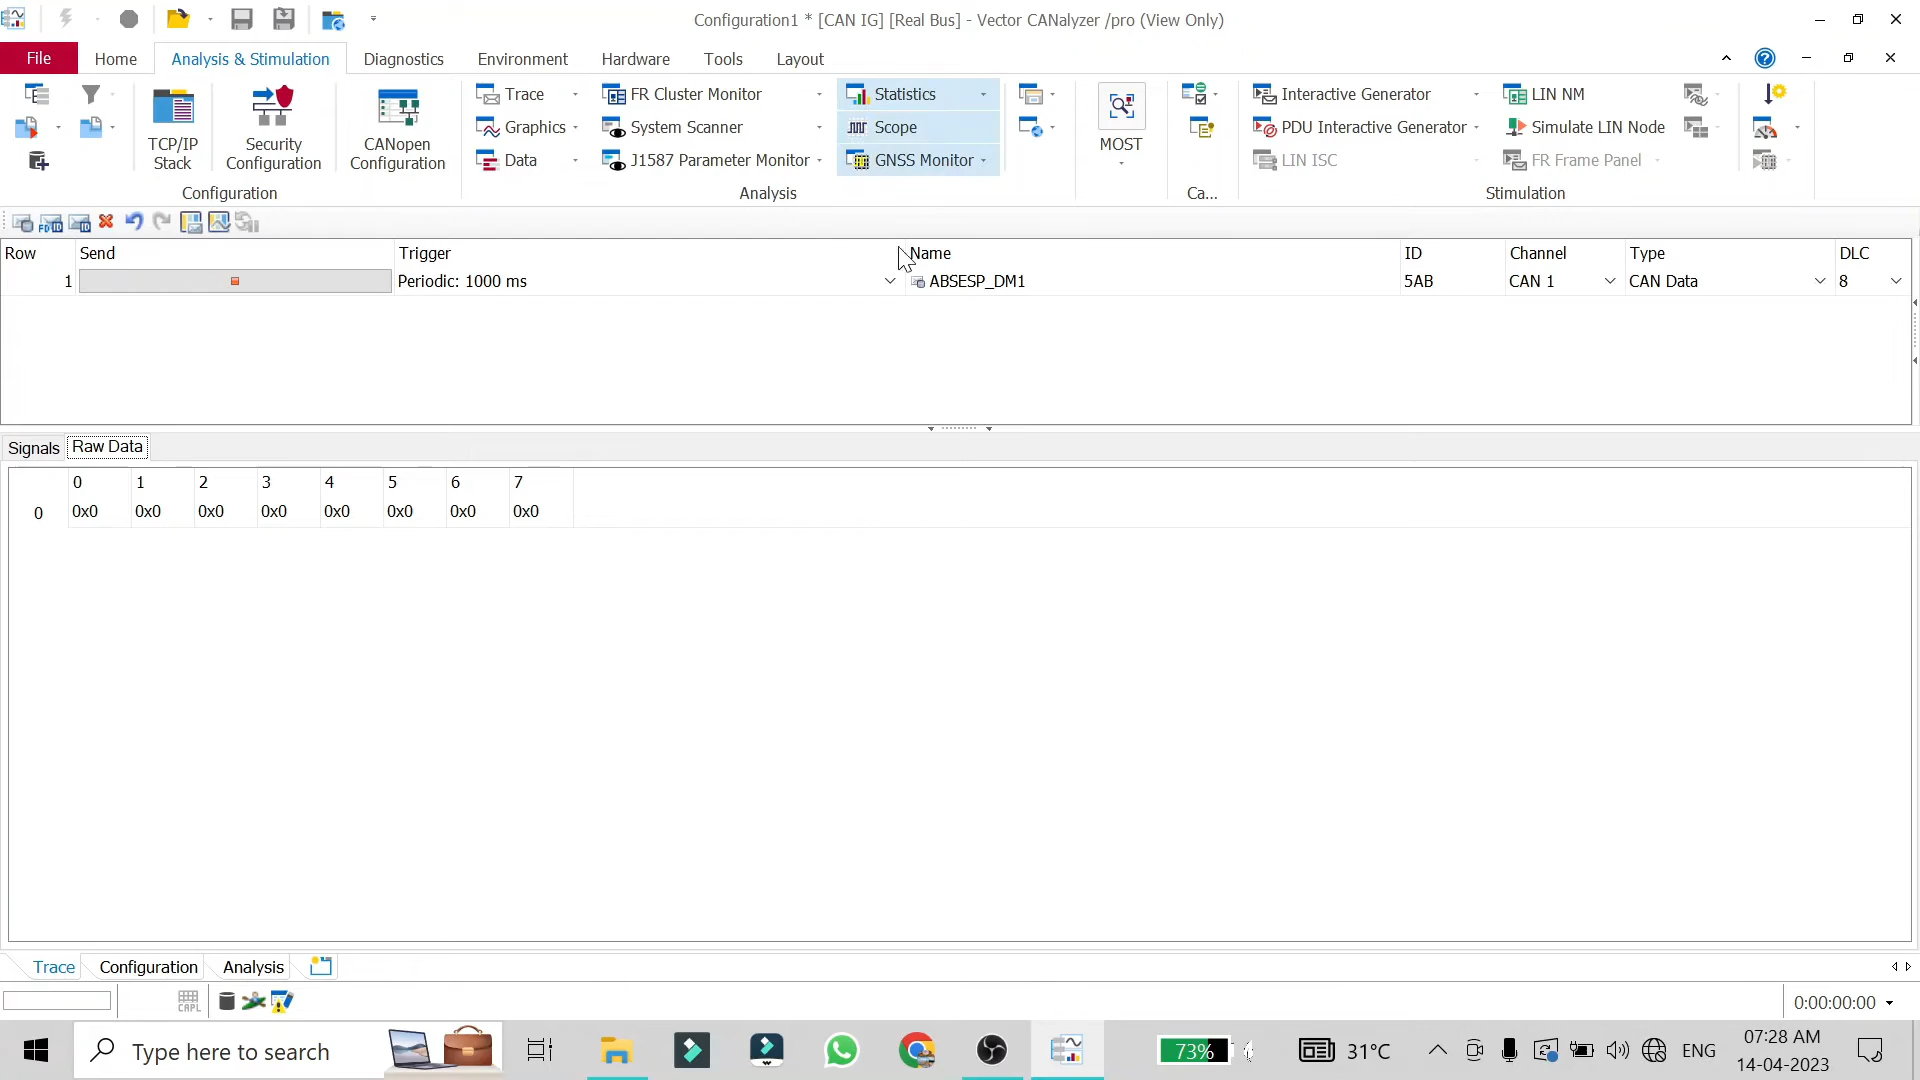 Configuration1 * [CAN IG] [Real Bus] - Vector CANalyzer /pro (View Only)
File Home Analysis & Stimulation Diagnostics Environment Hardware Tools Layout
Trace FR Cluster Monitor Statistics Interactive Generator LIN NM
Graphics System Scanner Scope PDU Interactive Generator Simulate LIN Node
Data J1587 Parameter Monitor GNSS Monitor LIN ISC FR Frame Panel
TCP/IP Stack
Security Configuration
CANopen Configuration
MOST
Configuration Analysis Ca... Stimulation
FD ID ID
Row Send Trigger Name ID Channel Type DLC
1 Periodic: 1000 ms ABSESP_DM1 5AB CAN 1 CAN Data 8
Signals Raw Data
0 1 2 3 4 5 6 7
0 0x0 0x0 0x0 0x0 0x0 0x0 0x0 0x0
Trace Configuration Analysis
CAPL
0:00:00:00
Type here to search
73% 31°C ENG
07:28 AM
14-04-2023